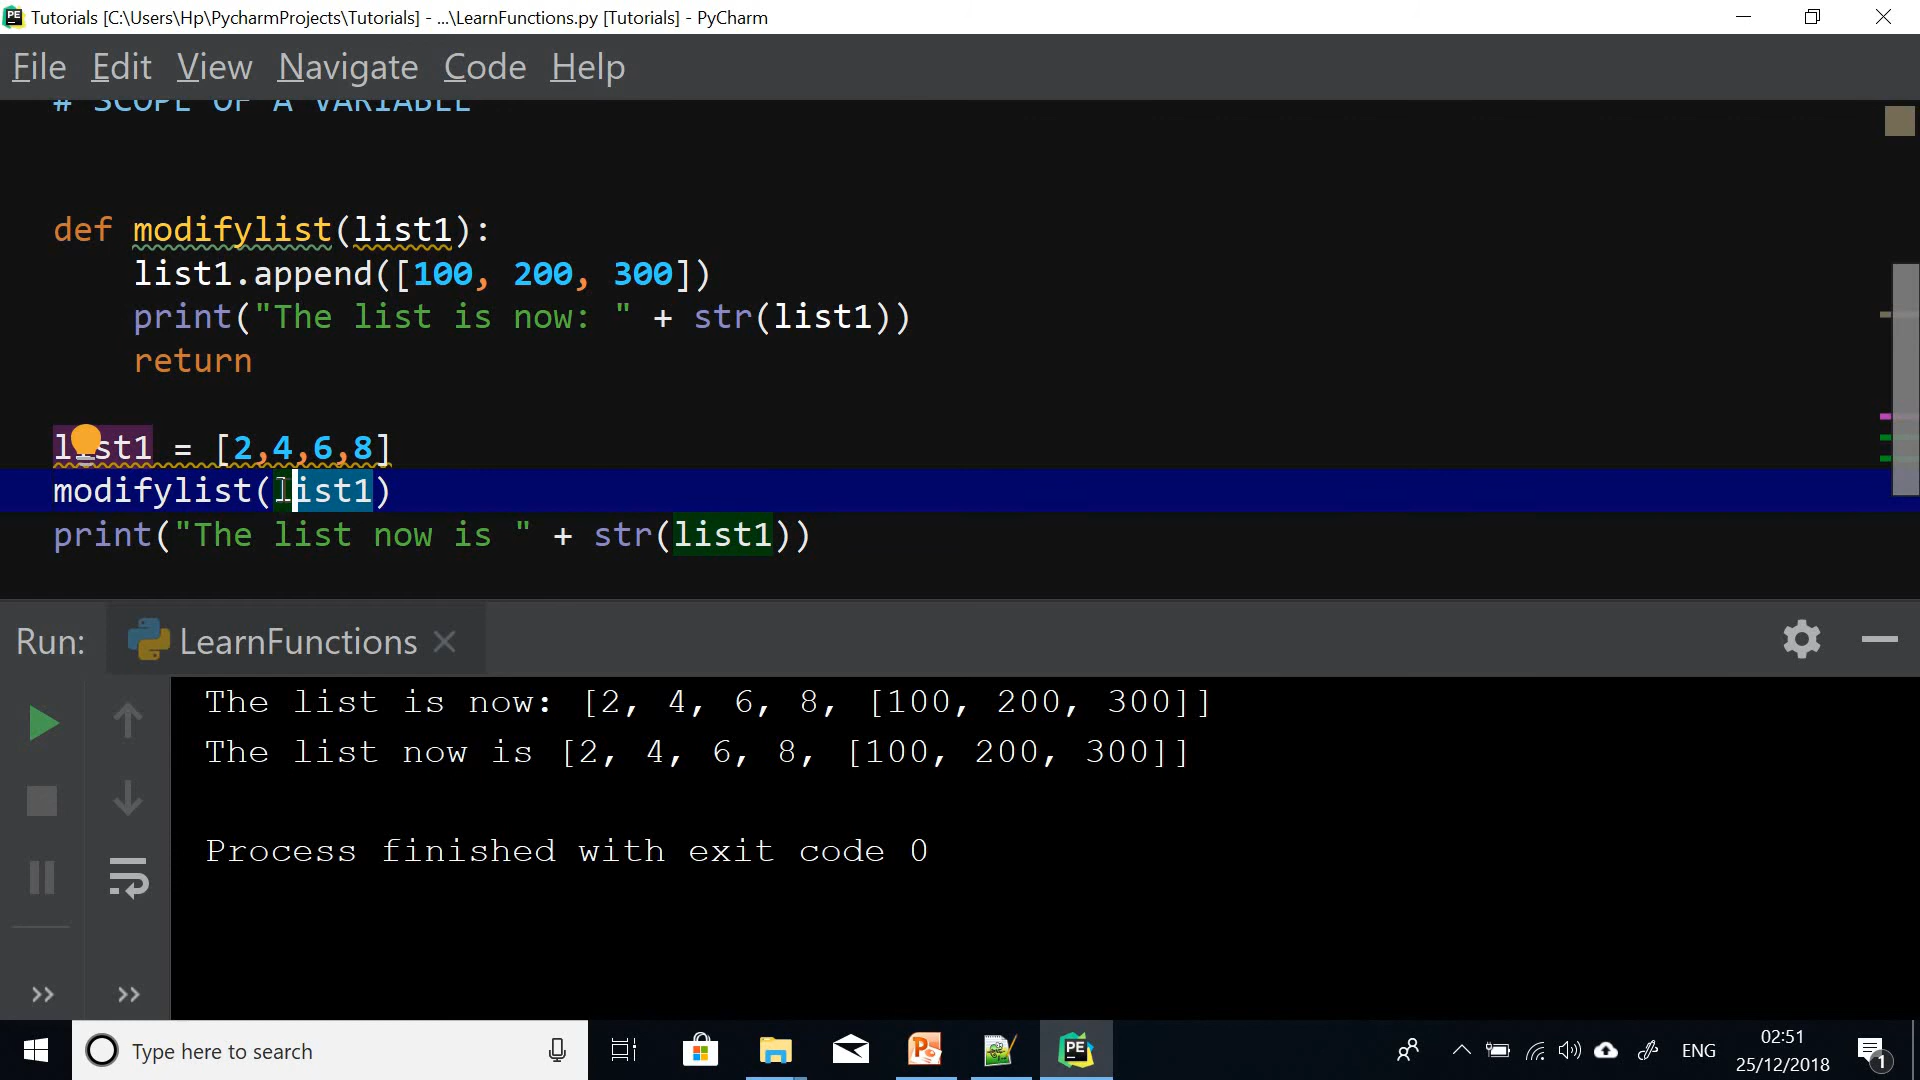 Tutorials [C:\Users\Hp\PycharmProjects\Tutorials] - ...\LearnFunctions.py [Tutorials] - PyCharm
File Edit View Navigate Code Help
# SCOPE OF A VARIABLE
def modifylist(list1):
    list1.append([100, 200, 300])
    print("The list is now: " + str(list1))
    return
list1 = [2,4,6,8]
modifylist(list1)
print("The list now is " + str(list1))
Run: LearnFunctions
The list is now: [2, 4, 6, 8, [100, 200, 300]]
The list now is [2, 4, 6, 8, [100, 200, 300]]
Process finished with exit code 0
Type here to search
ENG
02:51
25/12/2018
1